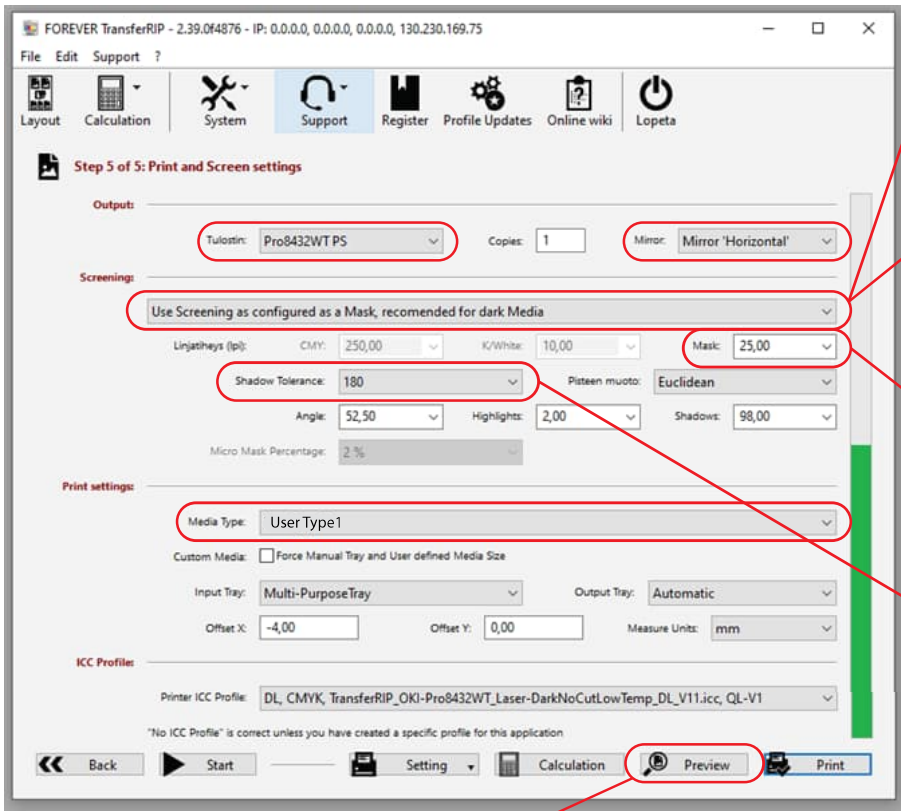 FOREVER TransferRIP - 2.39.0f4876 - IP: 0.0.0.0, 0.0.0.0, 0.0.0.0, 130.230.169.75
File Edit Support ?
Layout Calculation System Support Register Profile Updates Online wiki Lopeta
Step 5 of 5: Print and Screen settings
Output:
Tulostin: Pro8432WT PS Copies: 1 Mirror: Mirror 'Horizontal'
Screening:
Use Screening as configured as a Mask, recomended for dark Media
Linjatiheys (lpi): CMY: 250,00 K/White: 10,00 Mask: 25,00
Shadow Tolerance: 180 Pisteen muoto: Euclidean
Angle: 52,50 Highlights: 2,00 Shadows: 98,00
Micro Mask Percentage: 2 %
Print settings:
Media Type: User Type1
Custom Media: Force Manual Tray and User defined Media Size
Input Tray: Multi-PurposeTray Output Tray: Automatic
Offset X: -4,00 Offset Y: 0,00 Measure Units: mm
ICC Profile:
Printer ICC Profile: DL, CMYK, TransferRIP_OKI-Pro8432WT_Laser-DarkNoCutLowTemp_DL_V11.icc, QL-V1
"No ICC Profile" is correct unless you have created a specific profile for this application
Back Start Setting Calculation Preview Print